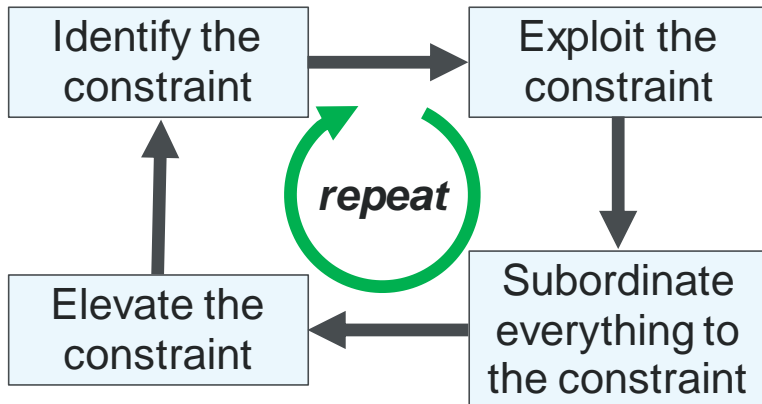 Identify the
constraint
Exploit the
constraint
repeat
Elevate the
constraint
Subordinate
everything to
the constraint